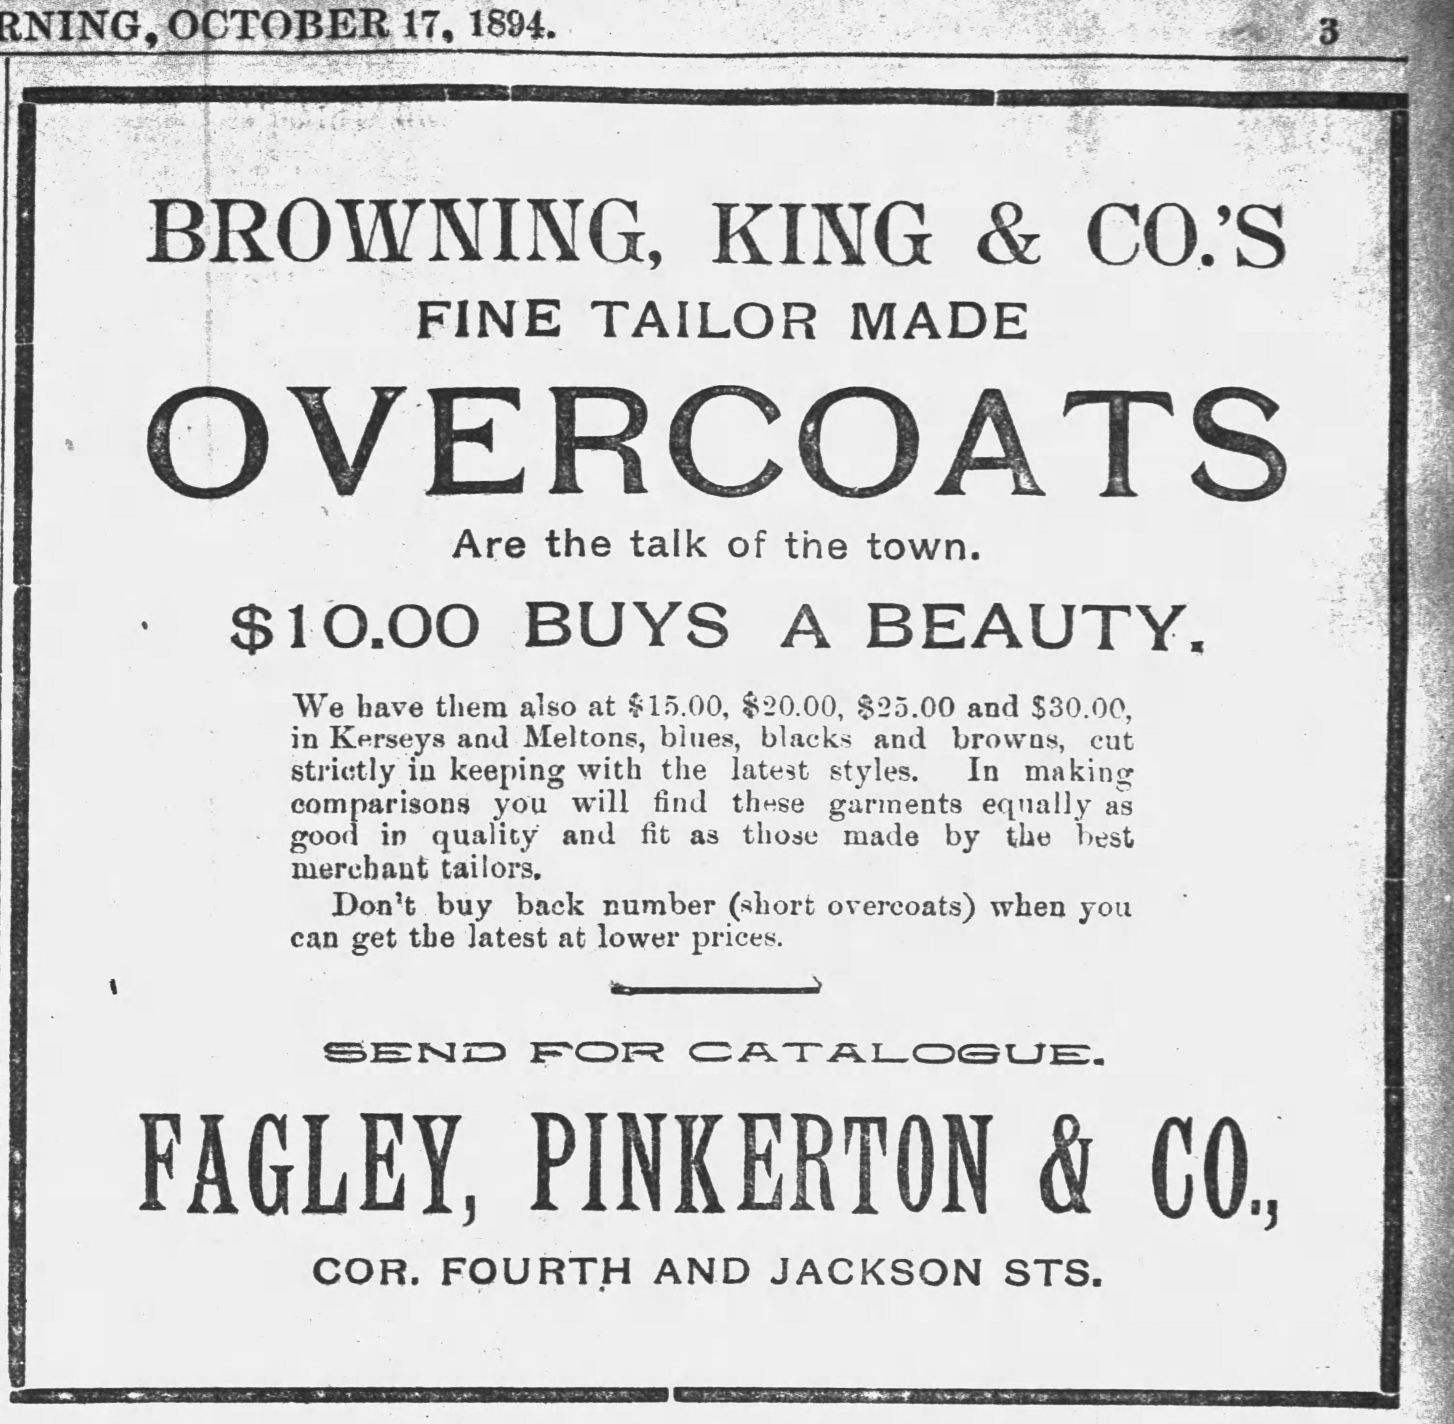 RNING, OCTOBER 17, 1894.
3
BROWNING, KING & CO.'S
FINE TAILOR MADE
OVERCOATS
Are the talk of the town.
$10.00 BUYS A BEAUTY.
We have them also at $15.00, $20.00, $25.00 and $30.00,
in Kerseys and Meltons, blues, blacks and browns, cut
strictly in keeping with the latest styles. In making
comparisons you will find these garments equally as
good in quality and fit as those made by the best
merchant tailors.
Don't buy back number (short overcoats) when you
can get the latest at lower prices.
SEND FOR CATALOGUE.
FAGLEY, PINKERTON & CO.,
COR. FOURTH AND JACKSON STS.